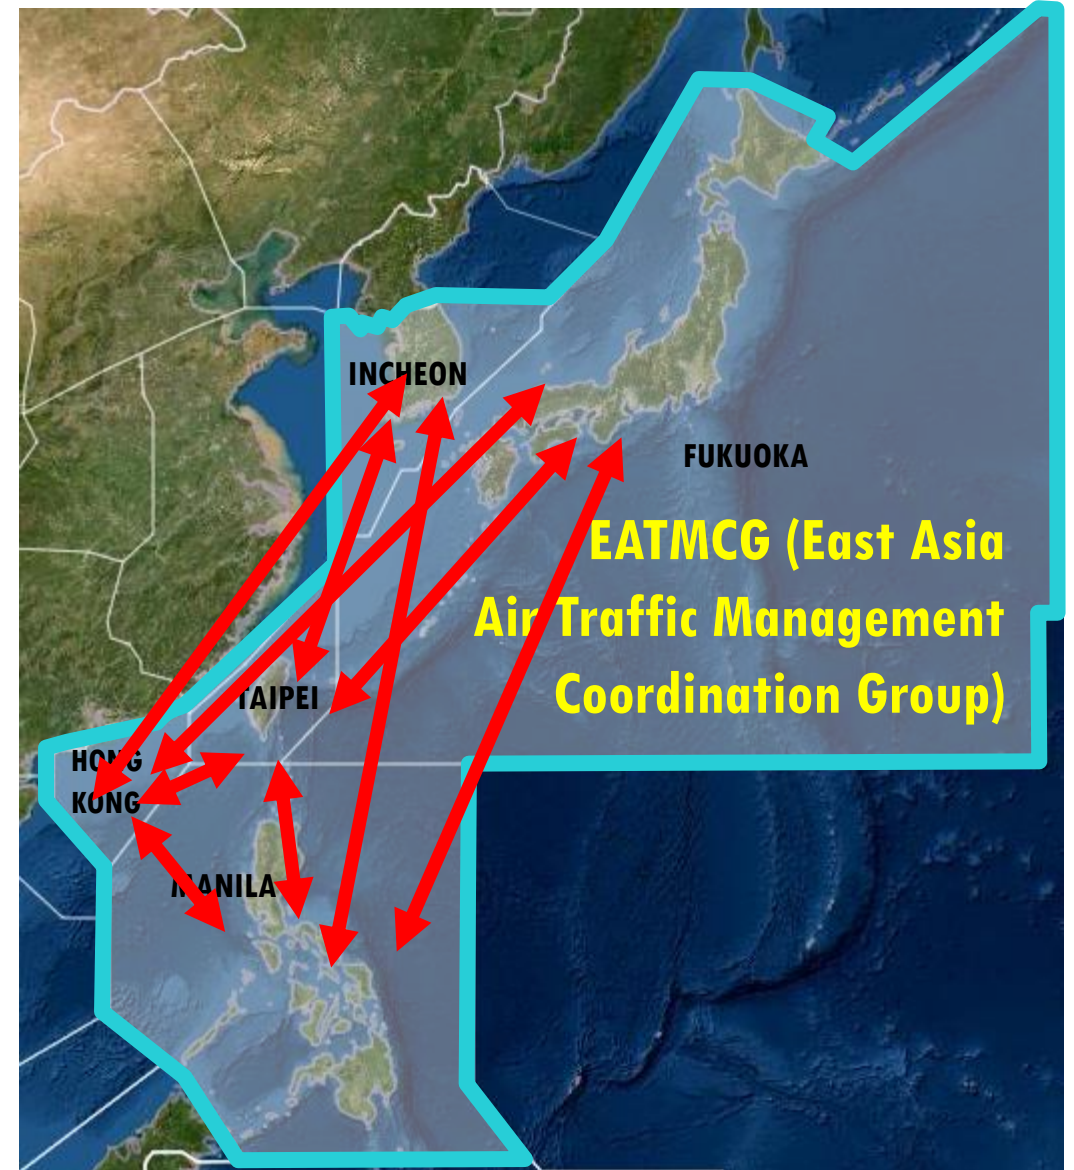 INCHEON
FUKUOKA
EATMCG (East Asia
Air Traffic Management
Coordination Group)
TAIPEI
HONG
KONG
MANILA